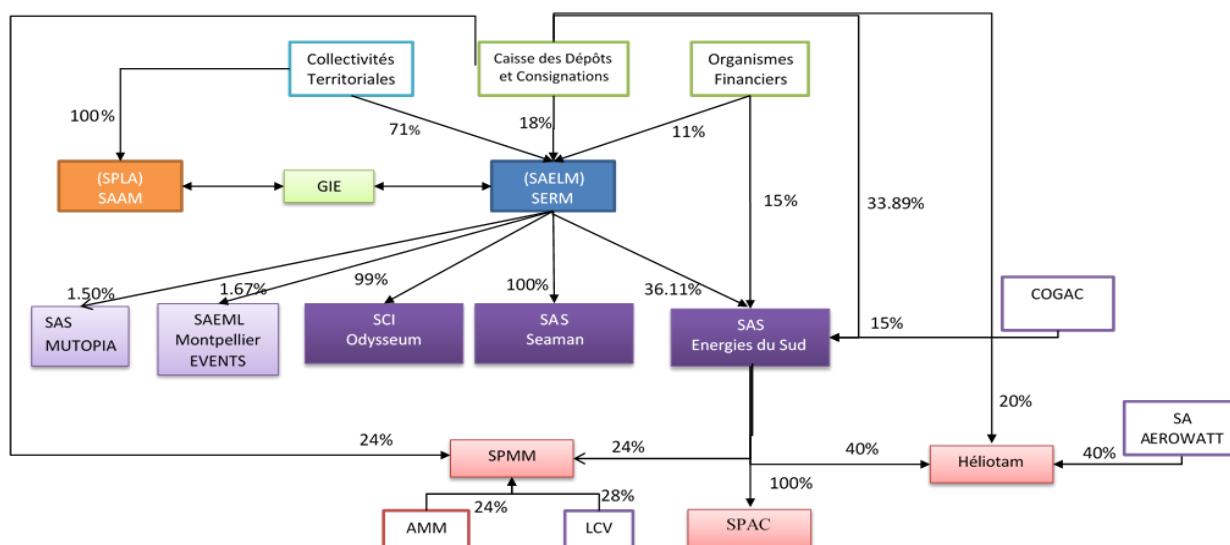 Collectivités
Territoriales
Caisse des Dépôts
et Consignations
Organismes
Financiers
100%
71%
18%
11%
(SPLA)
SAAM
GIE
(SAELM)
SERM
15%
33.89%
1.50%
1.67%
99%
100%
36.11%
SAS
MUTOPIA
SAEML
Montpellier
EVENTS
SCI
Odysseum
SAS
Seaman
SAS
Energies du Sud
15%
COGAC
20%
SA
AEROWATT
24%
SPMM
24%
40%
Héliotam
40%
100%
24%
28%
AMM
LCV
SPAC